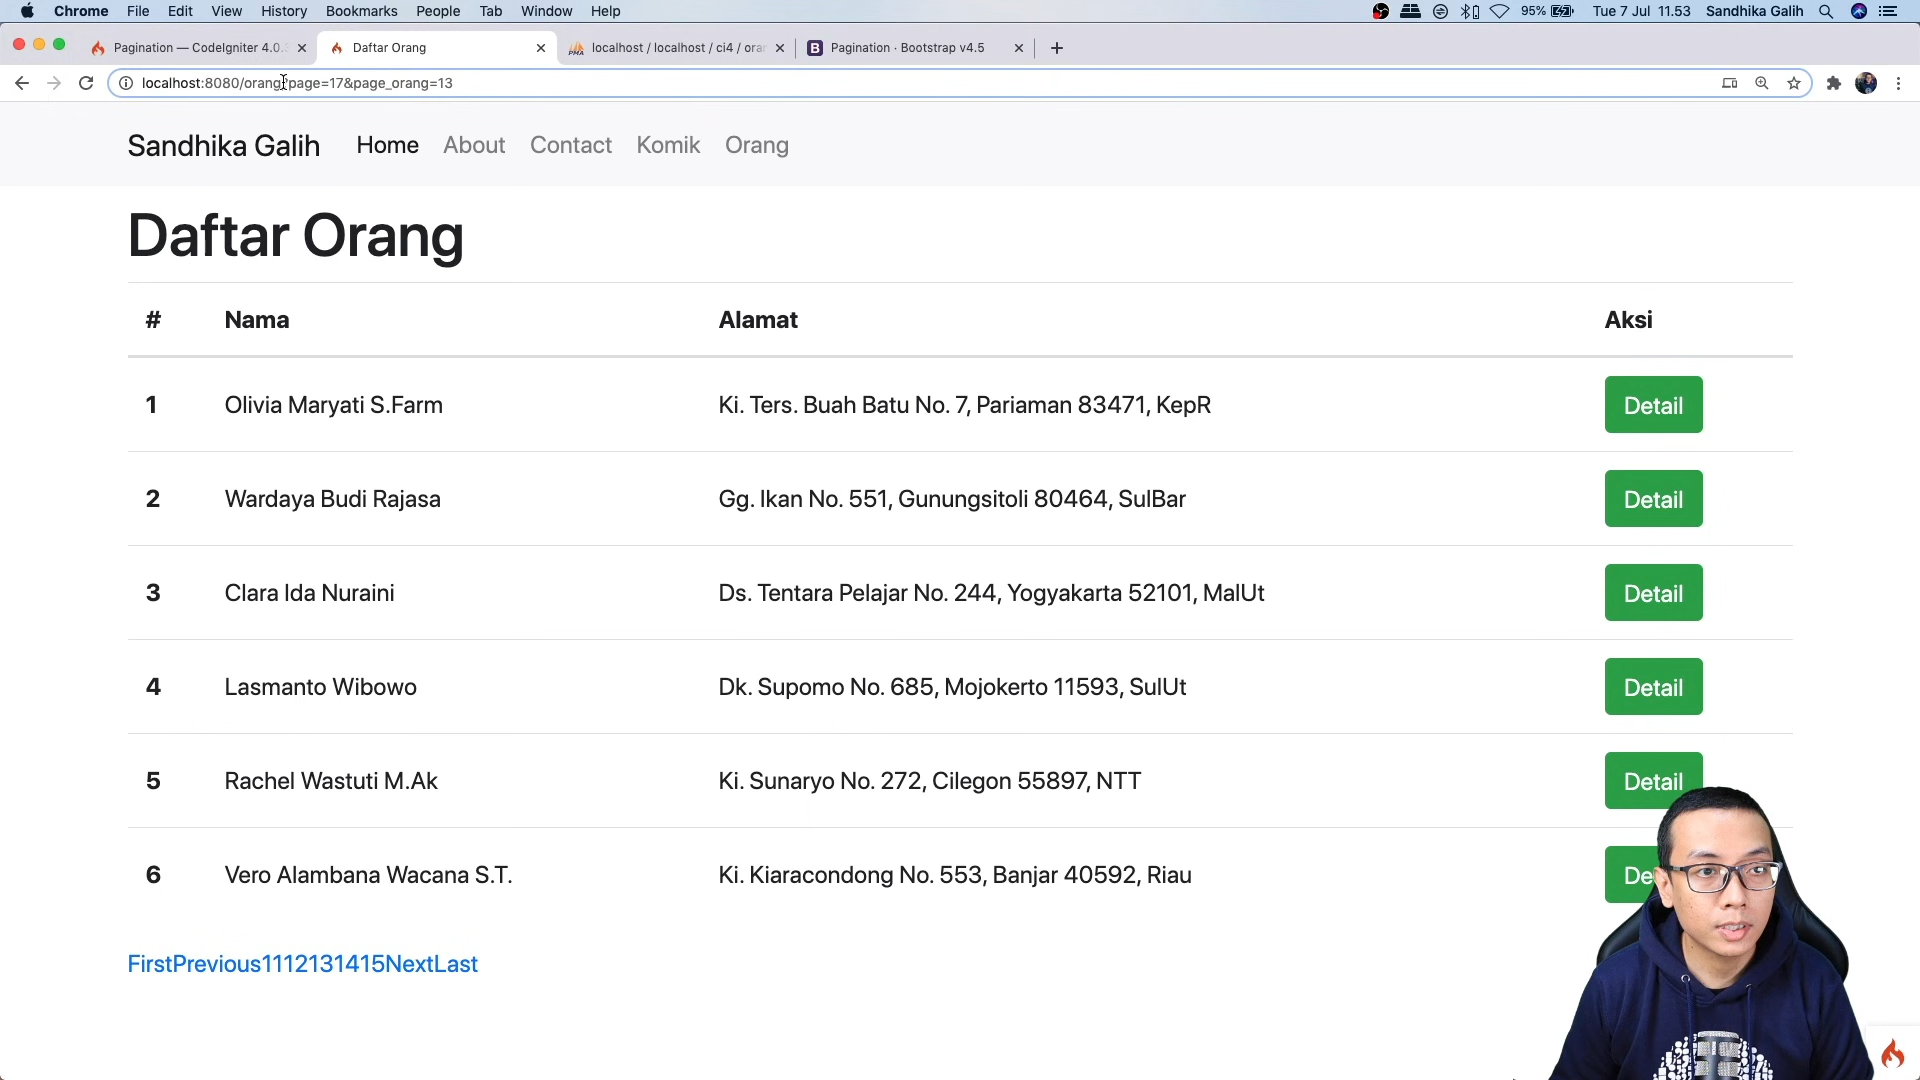 Chrome File Edit View History Bookmarks People Tab Window Help 95% Tue 7 Jul 11.53 Sandhika Galih
Pagination — CodeIgniter 4.0. Daftar Orang localhost / localhost / ci4 / oran Pagination · Bootstrap v4.5
localhost:8080/orang?page=17&page_orang=13
Sandhika Galih Home About Contact Komik Orang
Daftar Orang
# Nama Alamat Aksi
1 Olivia Maryati S.Farm Ki. Ters. Buah Batu No. 7, Pariaman 83471, KepR Detail
2 Wardaya Budi Rajasa Gg. Ikan No. 551, Gunungsitoli 80464, SulBar Detail
3 Clara Ida Nuraini Ds. Tentara Pelajar No. 244, Yogyakarta 52101, MalUt Detail
4 Lasmanto Wibowo Dk. Supomo No. 685, Mojokerto 11593, SulUt Detail
5 Rachel Wastuti M.Ak Ki. Sunaryo No. 272, Cilegon 55897, NTT Detail
6 Vero Alambana Wacana S.T. Ki. Kiaracondong No. 553, Banjar 40592, Riau De
FirstPrevious1112131415NextLast